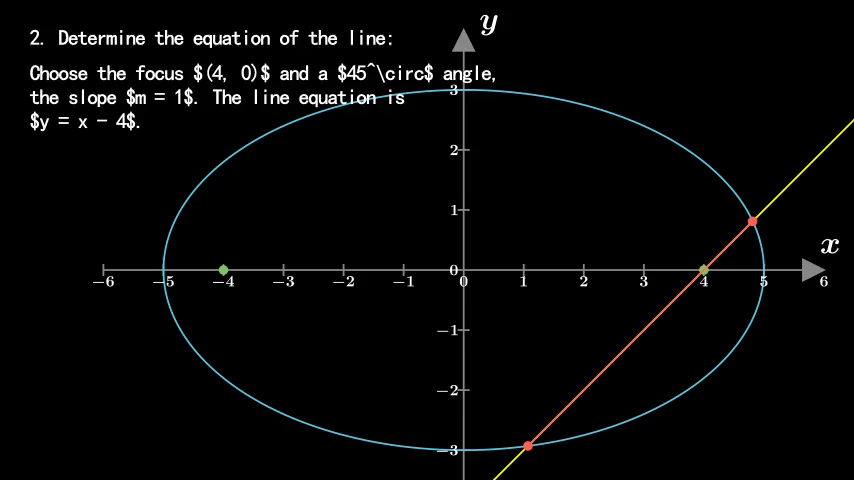 2. Determine the equation of the line:
Choose the focus $(4, 0)$ and a $45^\circ$ angle,
the slope $m = 1$. The line equation is
$y = x - 4$.
y
3
2
1
x
0
−6 −5 −4 −3 −2 −1 0 1 2 3 4 5 6
−1
−2
−3